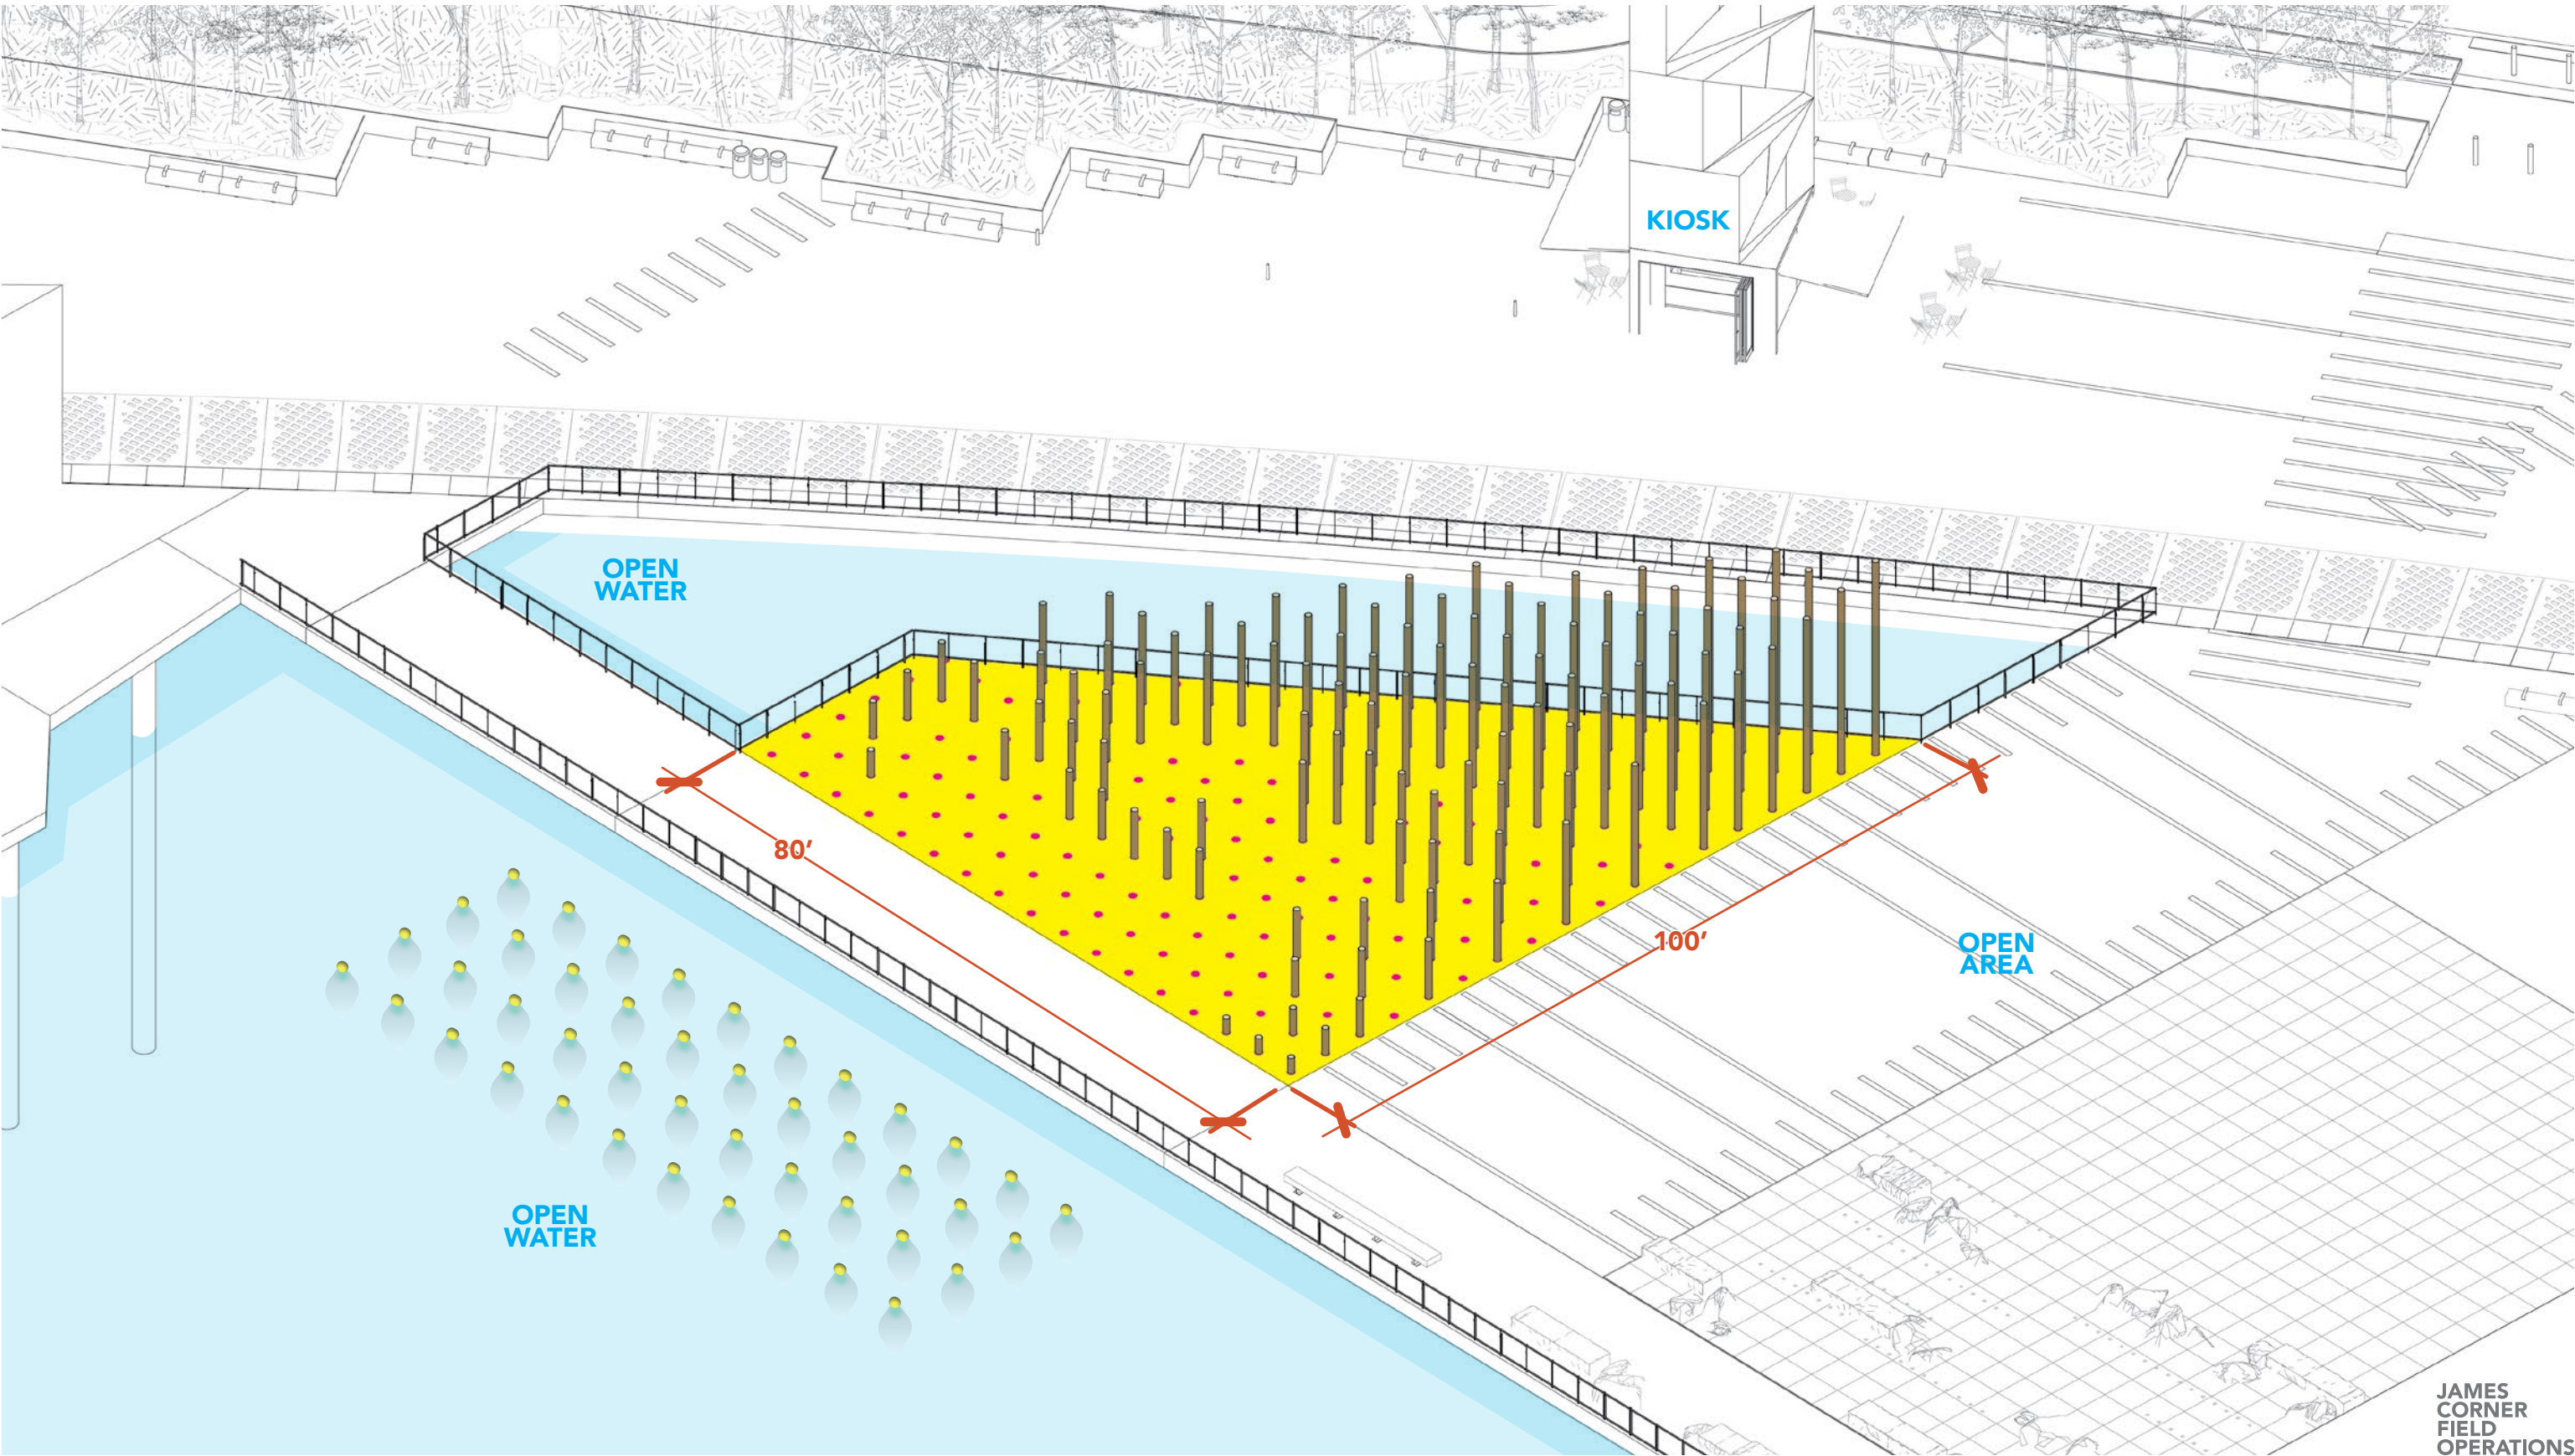 KIOSK
OPEN
WATER
80’
100’
OPEN
AREA
OPEN
WATER
JAMES
CORNER
FIELD
OPERATIONS